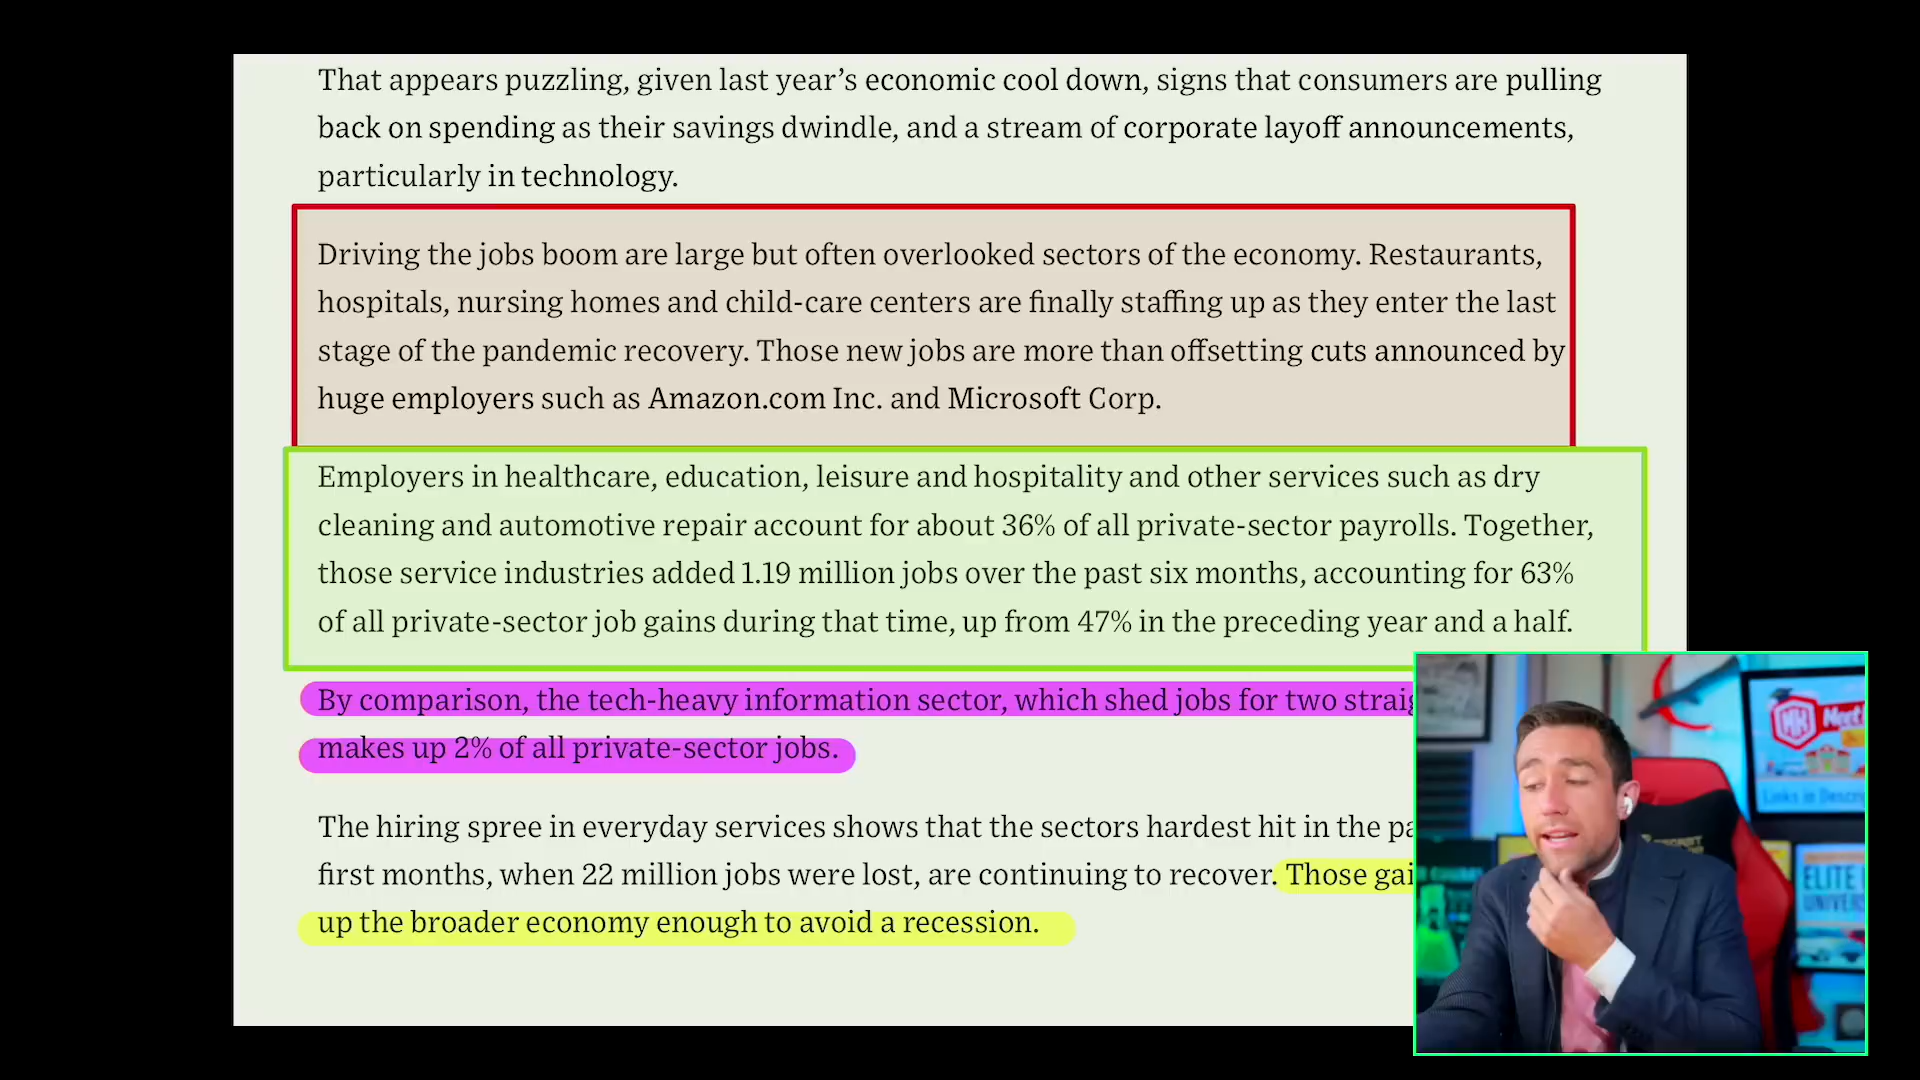 That appears puzzling, given last year’s economic cool down, signs that consumers are pulling
back on spending as their savings dwindle, and a stream of corporate layoff announcements,
particularly in technology.
Driving the jobs boom are large but often overlooked sectors of the economy. Restaurants,
hospitals, nursing homes and child-care centers are finally staffing up as they enter the last
stage of the pandemic recovery. Those new jobs are more than offsetting cuts announced by
huge employers such as Amazon.com Inc. and Microsoft Corp.
Employers in healthcare, education, leisure and hospitality and other services such as dry
cleaning and automotive repair account for about 36% of all private-sector payrolls. Together,
those service industries added 1.19 million jobs over the past six months, accounting for 63%
of all private-sector job gains during that time, up from 47% in the preceding year and a half.
By comparison, the tech-heavy information sector, which shed jobs for two
makes up 2% of all private-sector jobs.
The hiring spree in everyday services shows that the sectors hardest hit in the
first months, when 22 million jobs were lost, are continuing to recover. Those
up the broader economy enough to avoid a recession.
Links in
ELITE